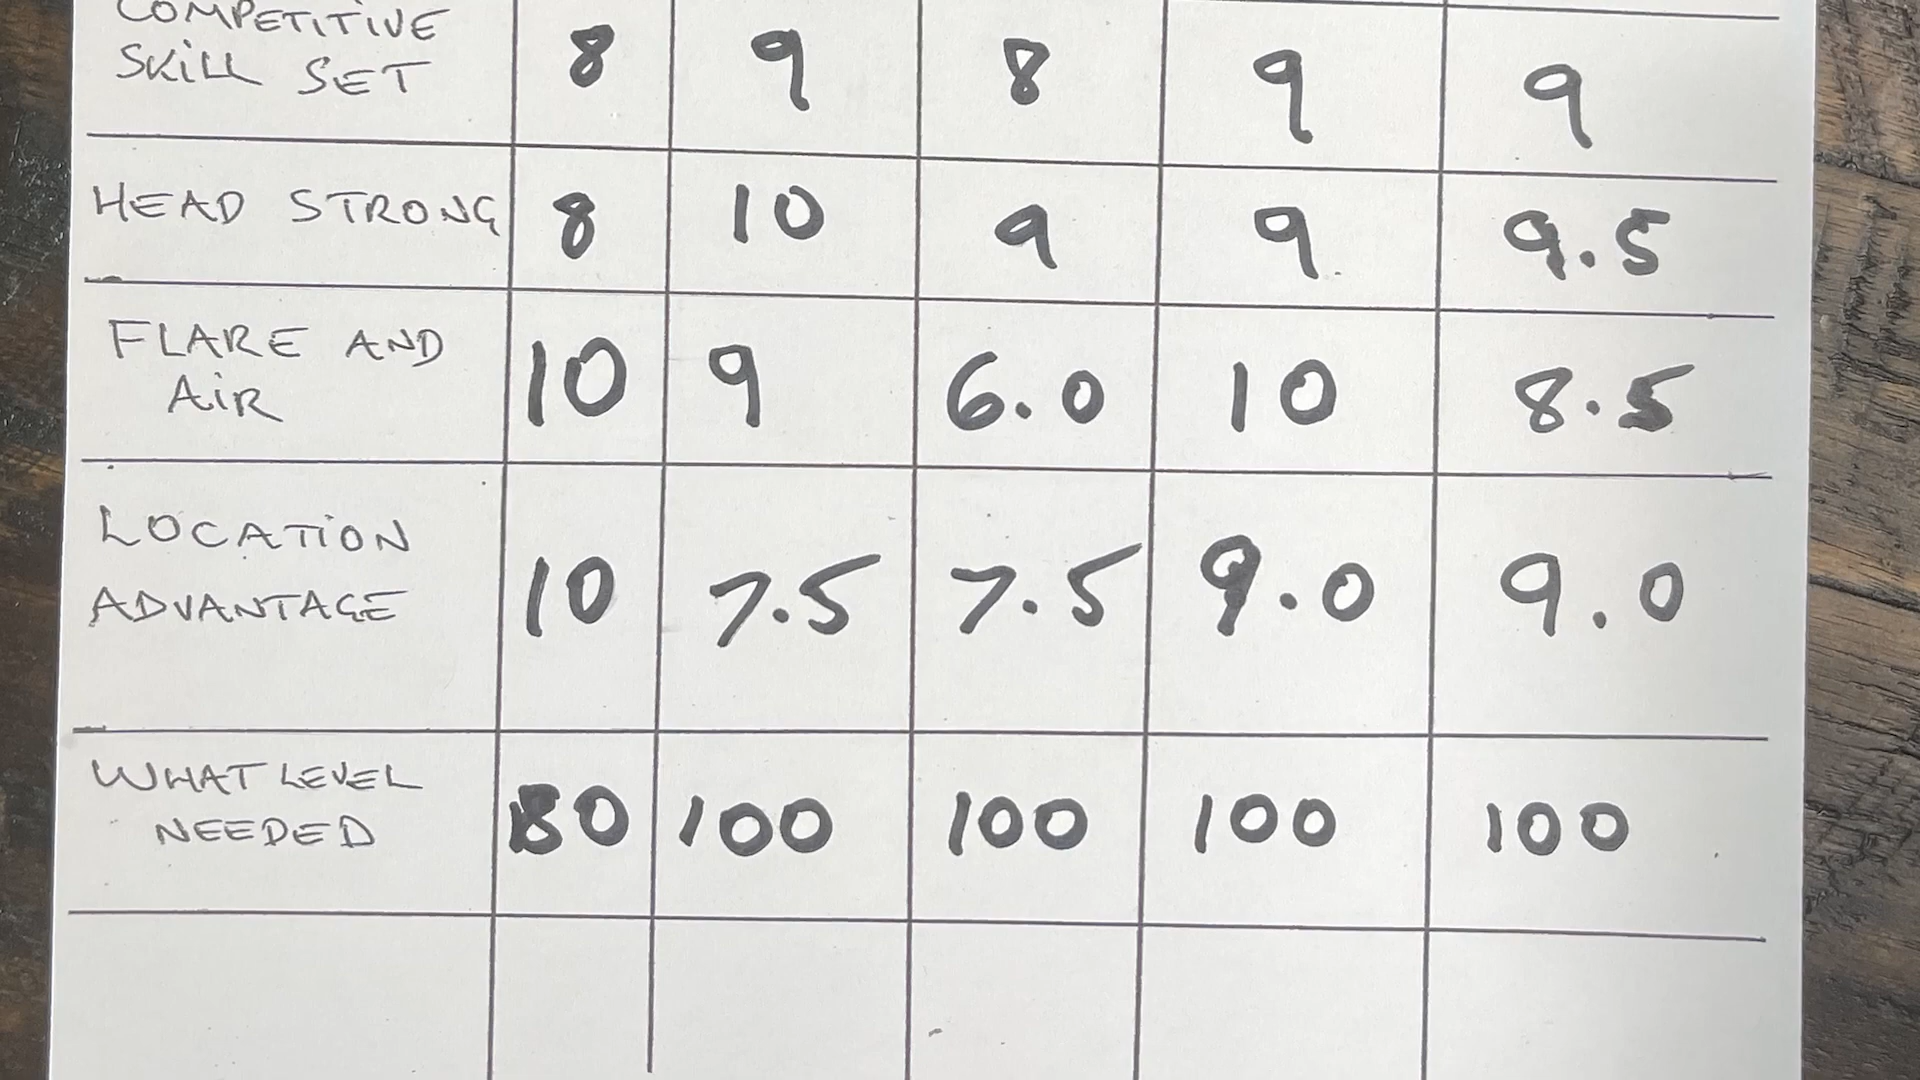 COMPETITIVE
SKILL SET 8 9 8 9 9
HEAD STRONG 8 10 9 9 9.5
FLARE AND
AIR 10 9 6.0 10 8.5
LOCATION
ADVANTAGE 10 7.5 7.5 9.0 9.0
WHAT LEVEL
NEEDED 80 100 100 100 100